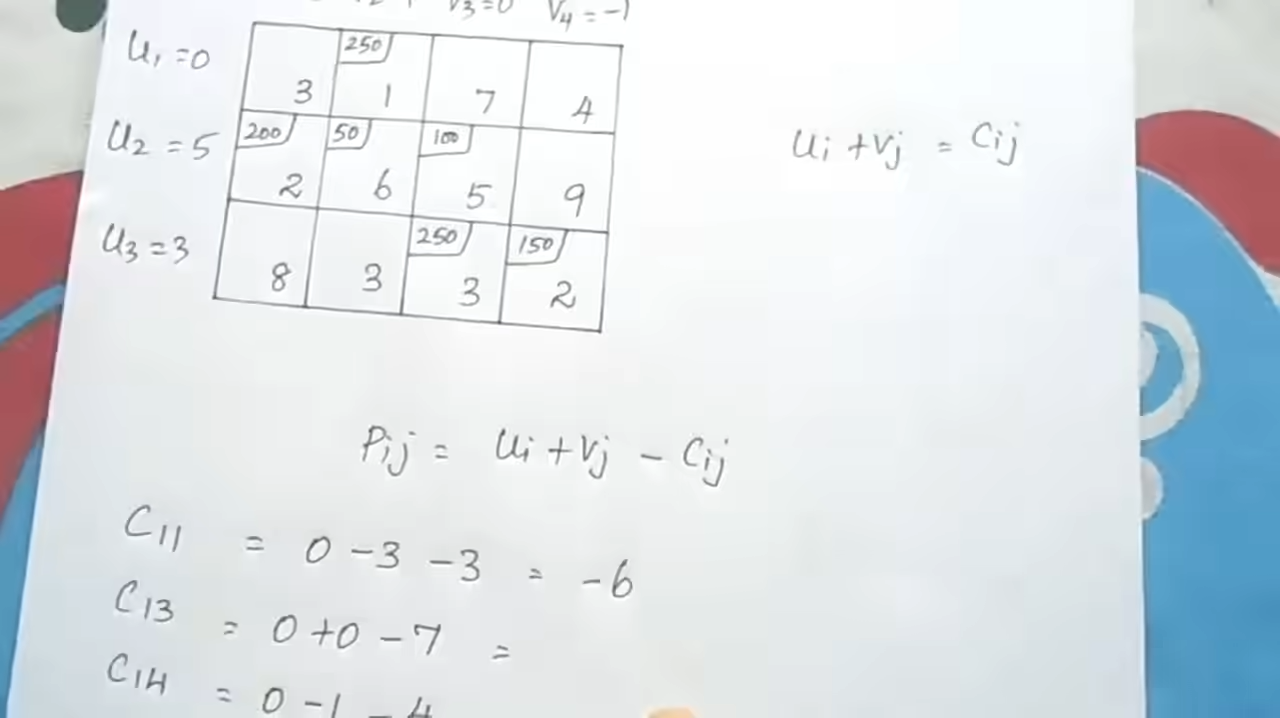 V3=0 V4=-1
U1=0 250
3 1 7 4
U2=5 200 50 100
2 6 5 9
U3=3 250 150
8 3 3 2
Ui+Vj = Cij
Pij = Ui+Vj - Cij
C11 = 0-3-3 = -6
C13 = 0+0-7 =
C14 = 0-1-4